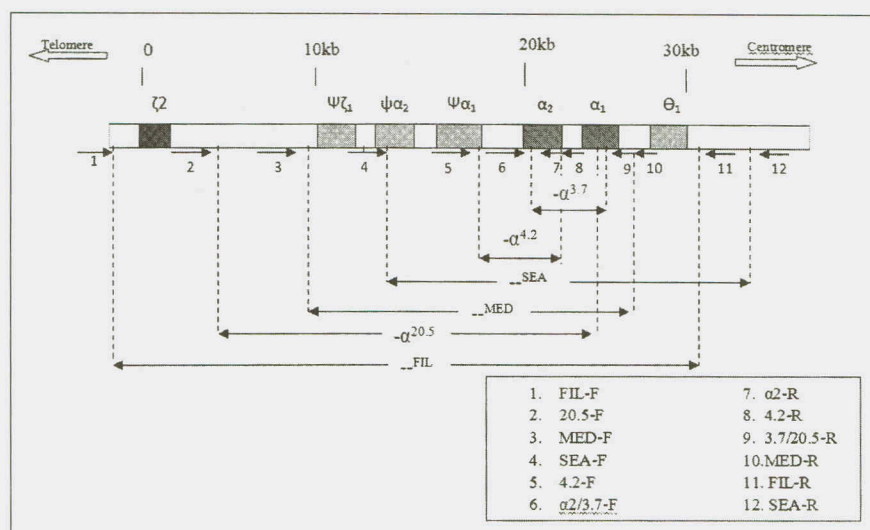 Telomere 0 10kb 20kb 30kb Centromere
ζ2 Ψζ₁ ψα₂ Ψα₁ α₂ α₁ θ₁
1 2 3 4 5 6 7 8 9 10 11 12
-α³·⁷
-α⁴·²
--SEA
--MED
-α²⁰·⁵
--FIL
1. FIL-F
2. 20.5-F
3. MED-F
4. SEA-F
5. 4.2-F
6. α2/3.7-F
7. α2-R
8. 4.2-R
9. 3.7/20.5-R
10.MED-R
11. FIL-R
12. SEA-R